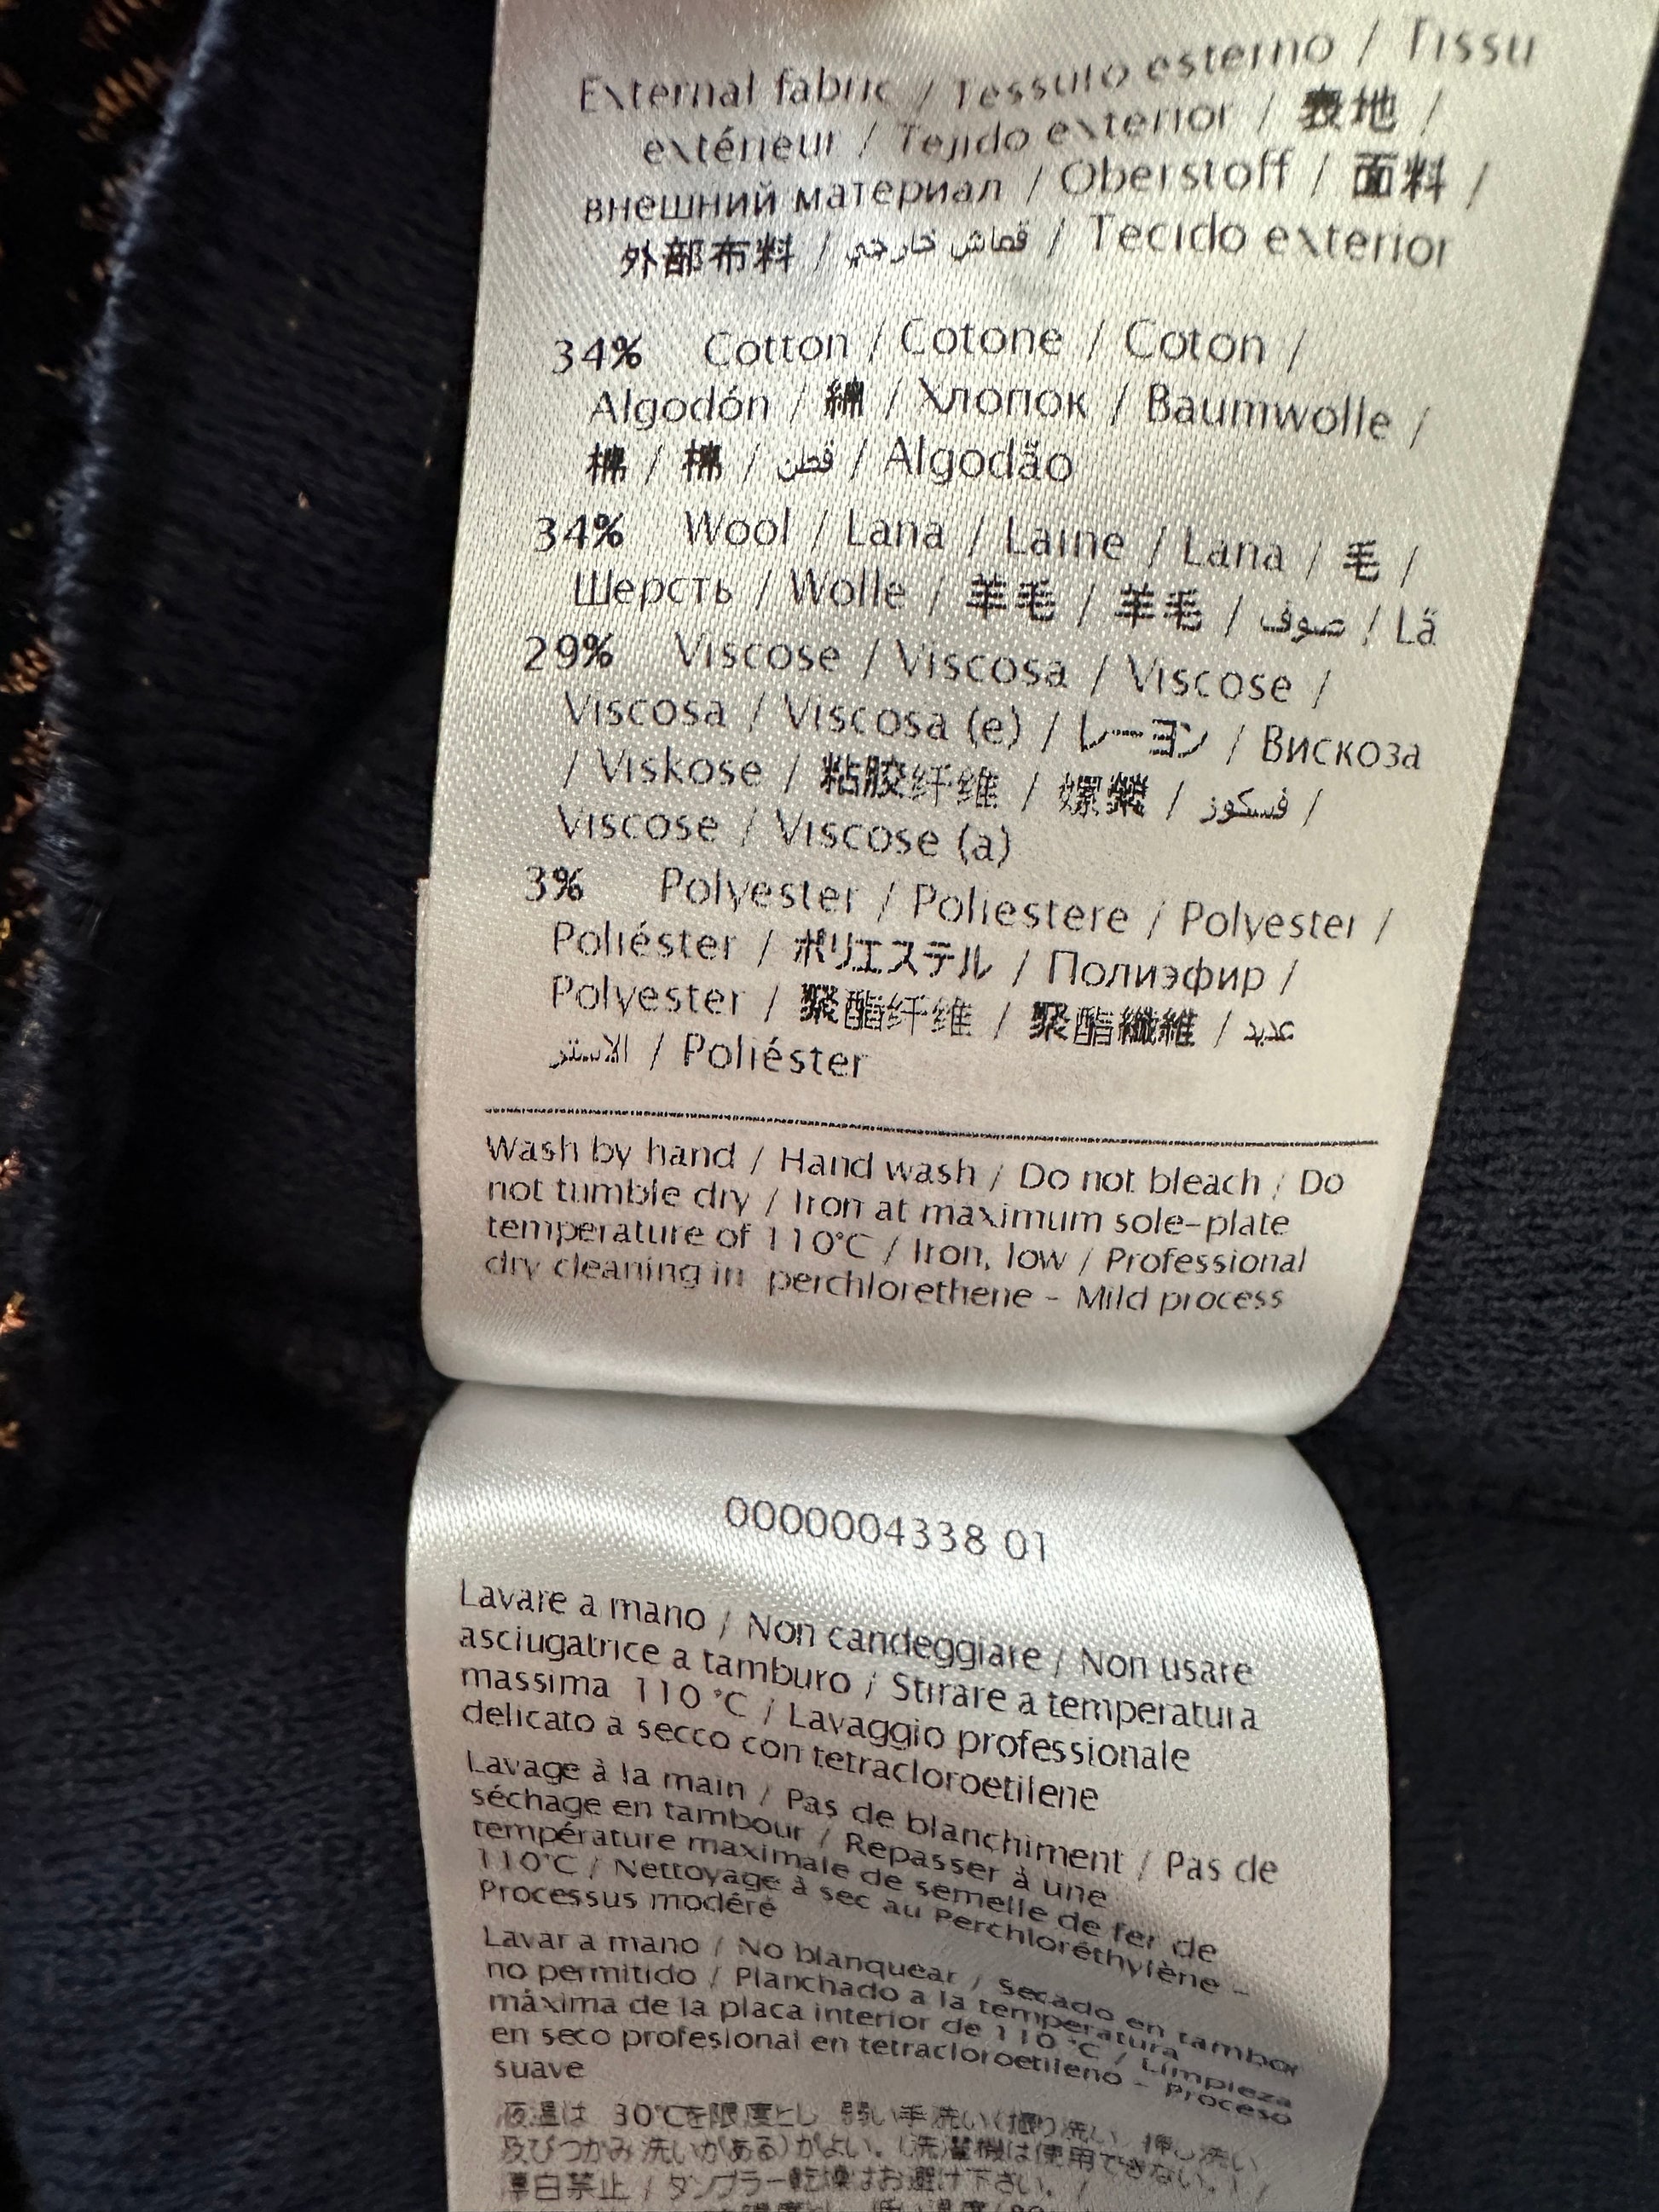 External fabric / Tessuto esterno / Tissu
extérieur / Tejido exterior / 表地 /
внешний материал / Oberstoff / 面料 /
外部布料 / قماش خارجي / Tecido exterior
34% Cotton / Cotone / Coton /
Algodón / 綿 / Хлопок / Baumwolle /
棉 / 棉 / قطن / Algodão
34% Wool / Lana / Laine / Lana / 毛 /
Шерсть / Wolle / 羊毛 / 羊毛 / صوف / Lã
29% Viscose / Viscosa / Viscose /
Viscosa / Viscosa (e) / レーヨン / Вискоза
/ Viskose / 粘胶纤维 / 嫘縈 / فسكوز /
Viscose / Viscose (a)
3% Polyester / Poliestere / Polyester /
Poliéster / ポリエステル / Полиэфир /
Polyester / 聚酯纤维 / 聚酯纖維 / عديد
الاستر / Poliéster
Wash by hand / Hand wash / Do not bleach / Do
not tumble dry / Iron at maximum sole-plate
temperature of 110°C / Iron, low / Professional
dry cleaning in perchlorethene - Mild process
0000004338 01
Lavare a mano / Non candeggiare / Non usare
asciugatrice a tamburo / Stirare a temperatura
massima 110 °C / Lavaggio professionale
delicato a secco con tetracloroetilene
Lavage à la main / Pas de blanchiment / Pas de
séchage en tambour / Repasser à une
température maximale de semelle de fer de
110°C / Nettoyage à sec au Perchloréthylène -
Processus modéré
Lavar a mano / No blanquear / Secado en tambor
no permitido / Planchado a la temperatura
máxima de la placa interior de 110 °C / Limpieza
en seco profesional en tetracloroetileno - Proceso
suave
液温は 30℃を限度とし 弱い手洗い(振り洗い 押し洗い
及びつかみ洗いがある)がよい. (洗濯機は使用できない.) /
漂白禁止 / タンブラー乾燥はお避け下さい. /